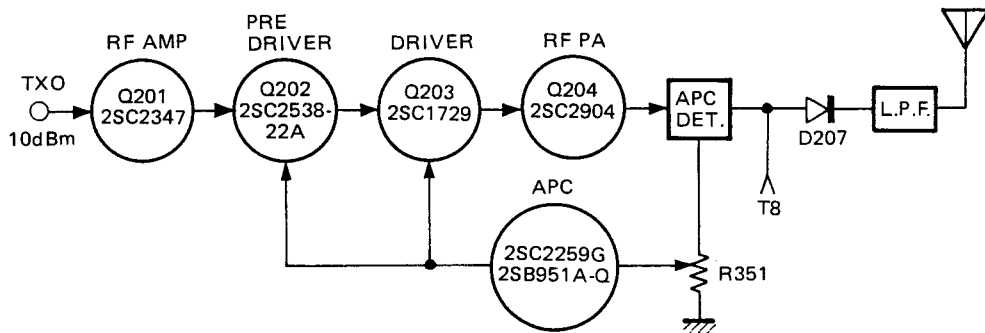 RF AMP
PRE
DRIVER
DRIVER
RF PA
TXO
10dBm
Q201
2SC2347
Q202
2SC2538-
22A
Q203
2SC1729
Q204
2SC2904
APC
DET.
D207
L.P.F.
T8
APC
2SC2259G
2SB951A-Q
R351